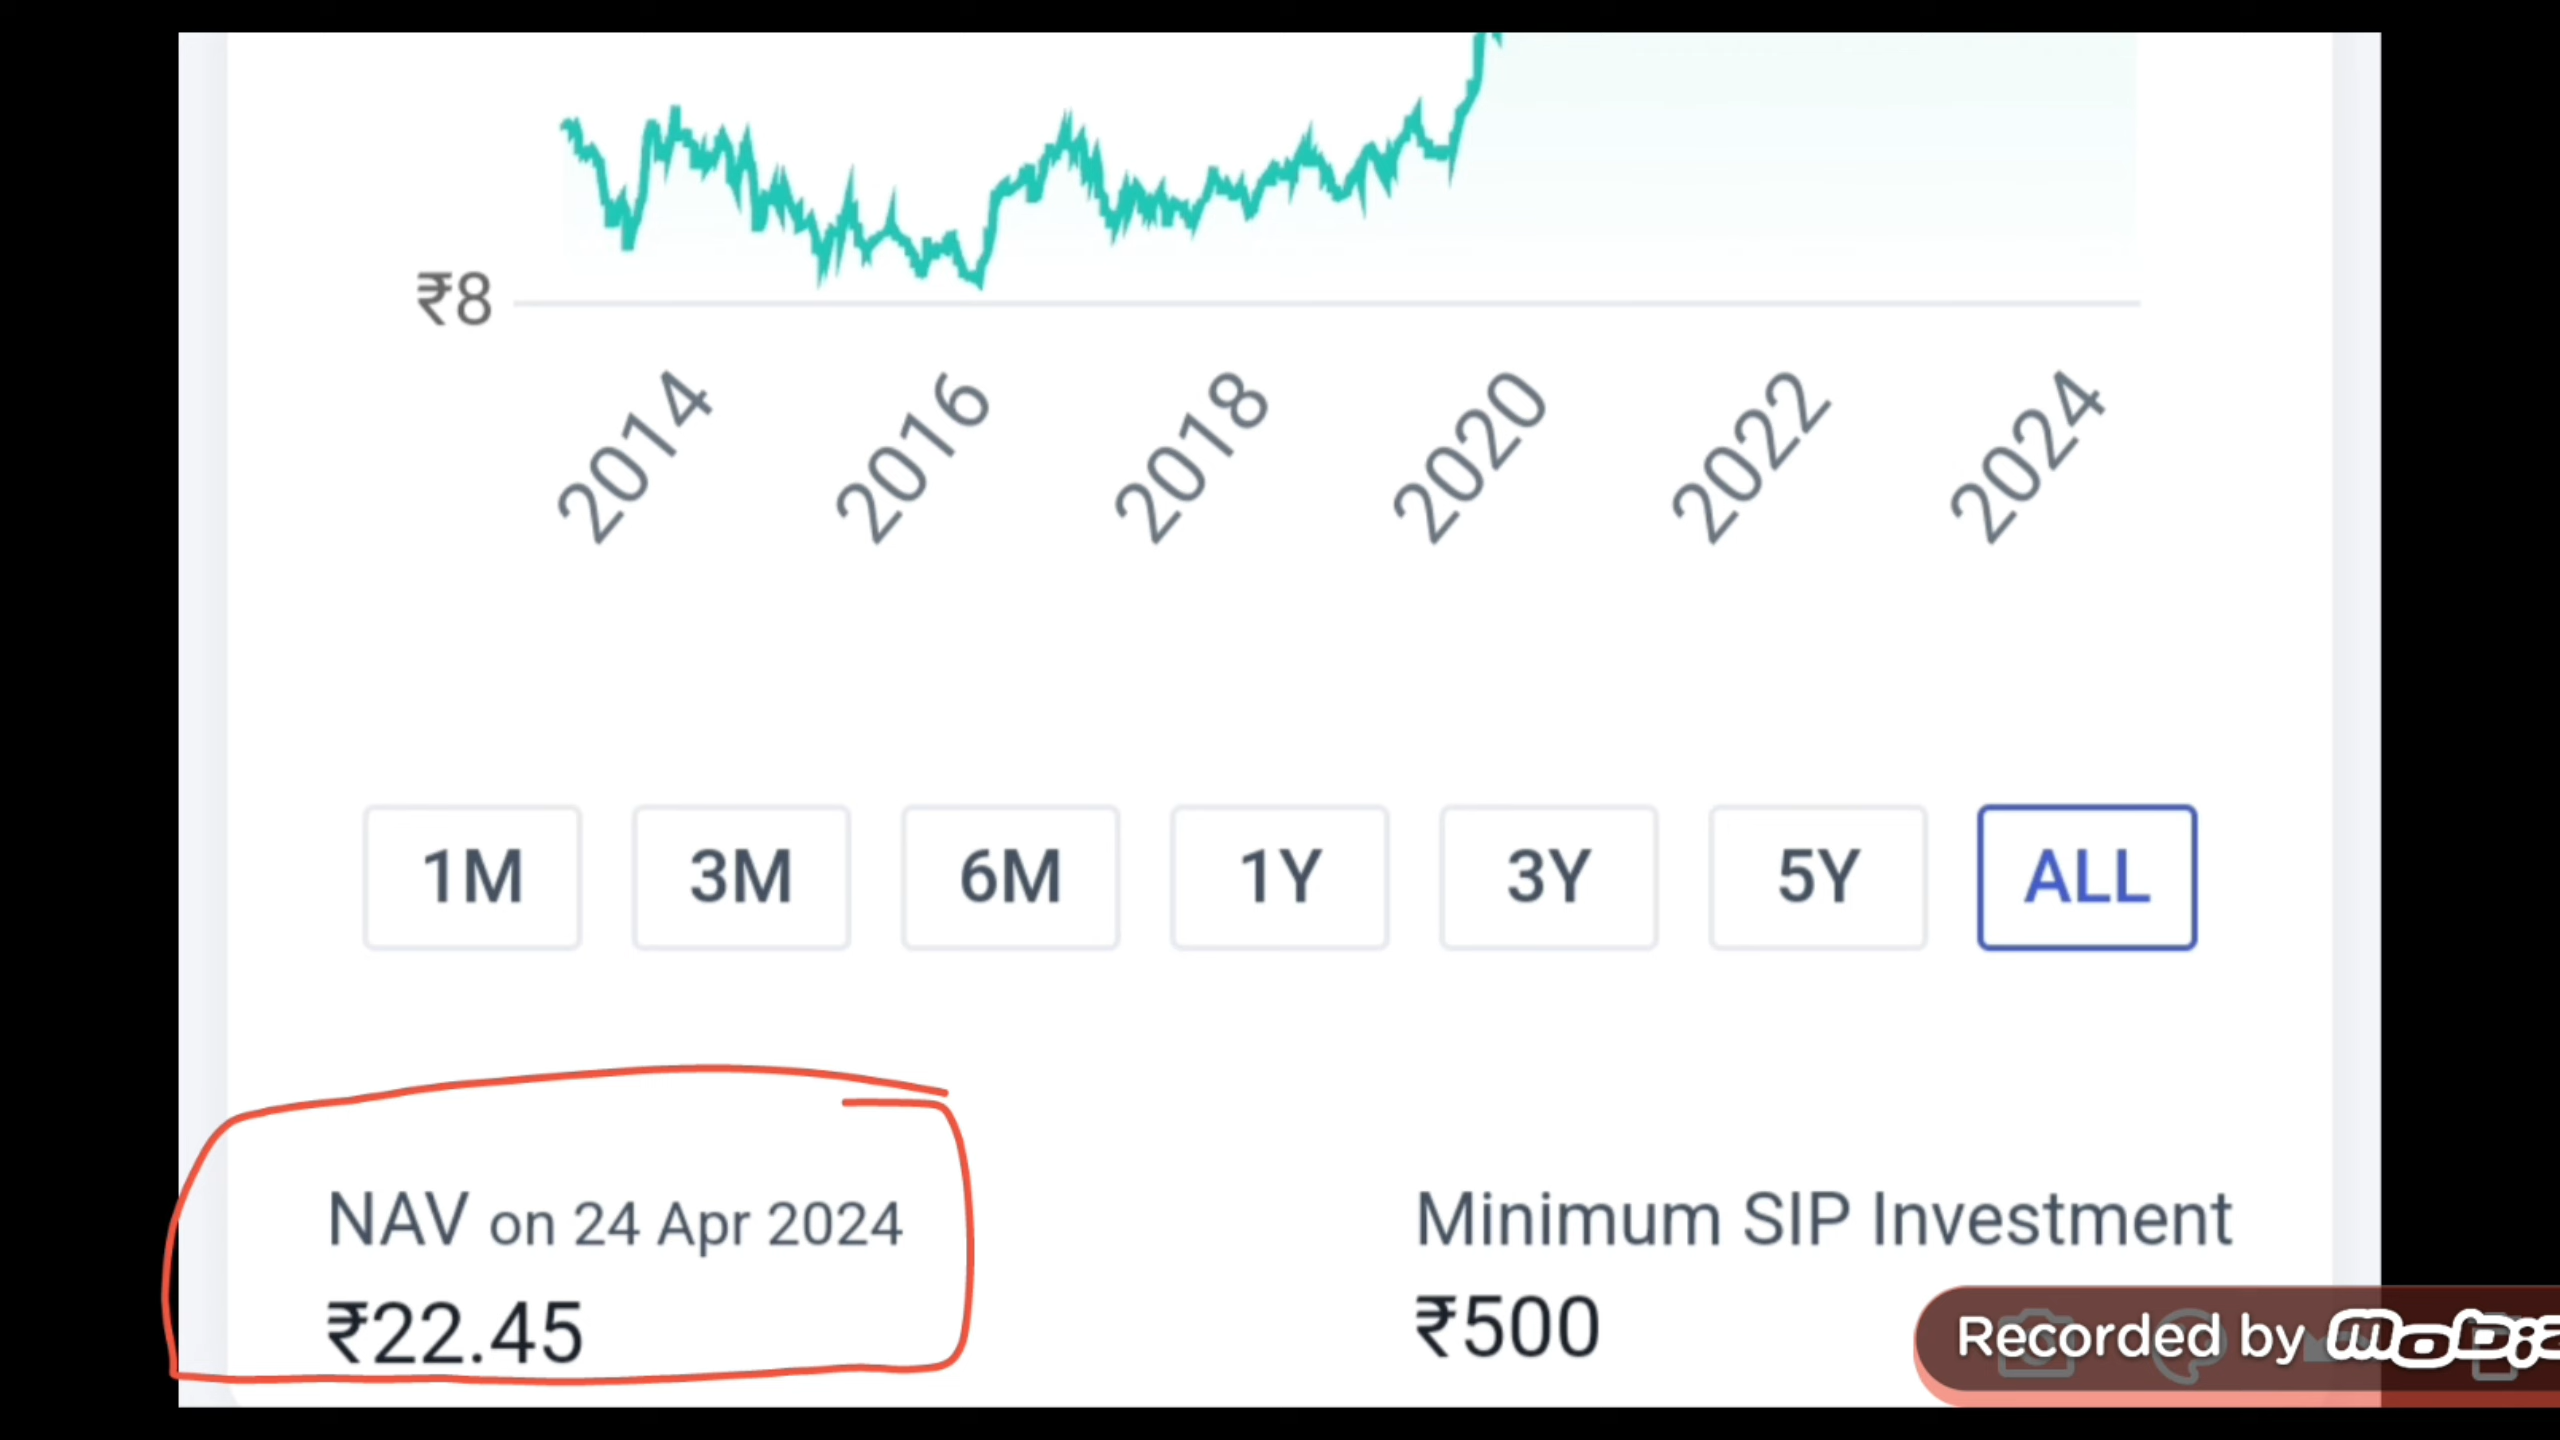 ₹8
2014 2016 2018 2020 2022 2024
1M 3M 6M 1Y 3Y 5Y ALL
NAV on 24 Apr 2024
₹22.45
Minimum SIP Investment
₹500
Recorded by